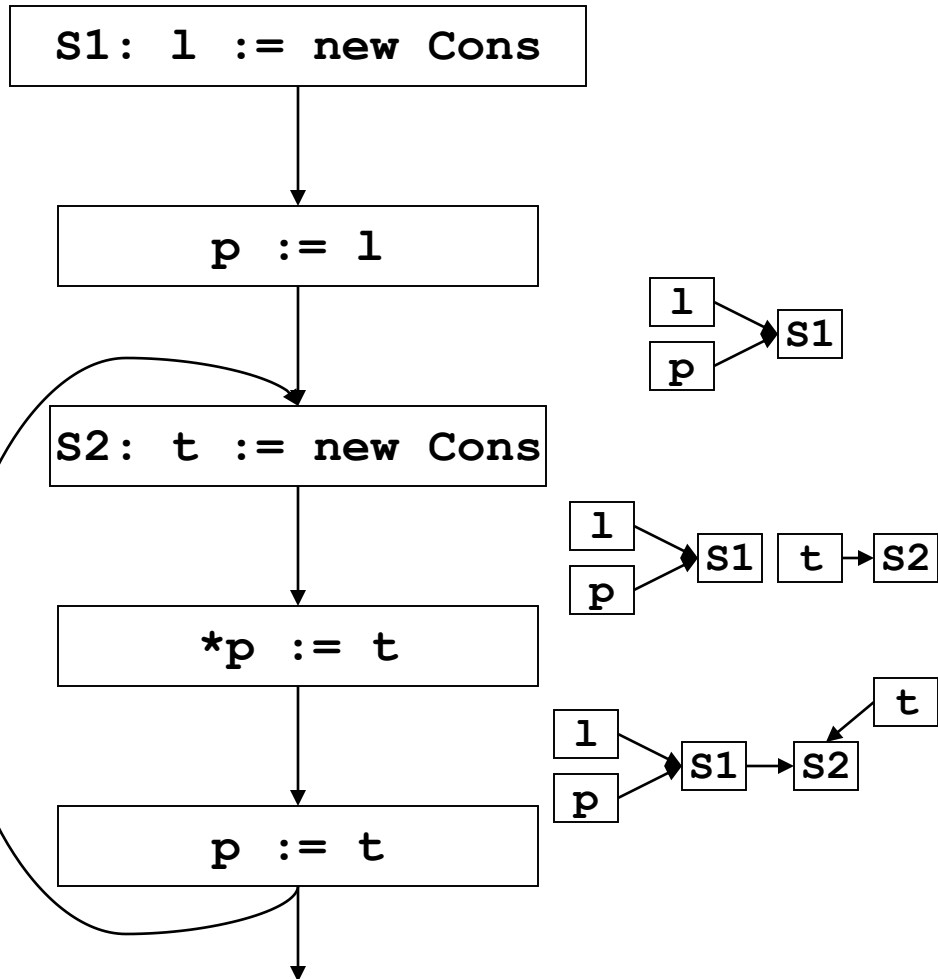 S1: l := new Cons
p := l
l
S1
p
S2: t := new Cons
l
S1 t S2
p
*p := t
t
l
S1 S2
p
p := t